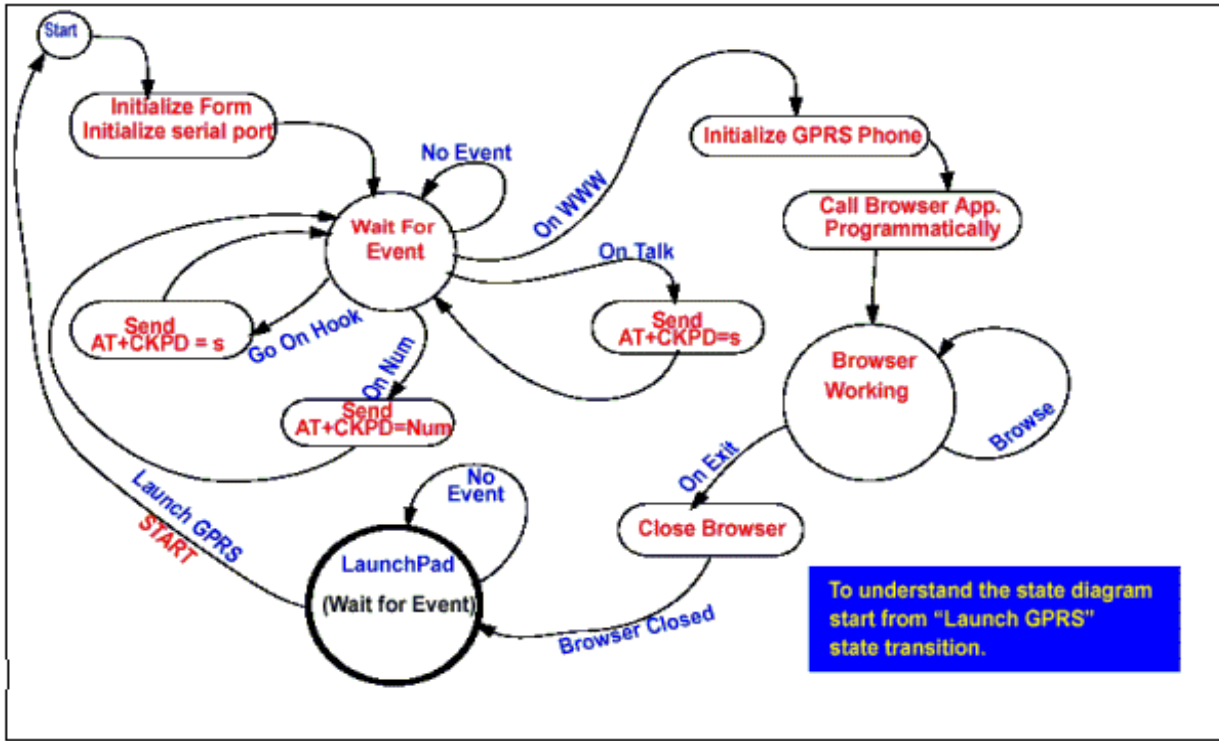 Start
Initialize Form
Initialize serial port
No Event
Wait For
Event
On WWW
Initialize GPRS Phone
Call Browser App.
Programmatically
On Talk
Send
AT+CKPD=s
Send
AT+CKPD = s
Go On Hook
On Num
Send
AT+CKPD=Num
Browser
Working
Browse
On Exit
Close Browser
Browser Closed
No
Event
LaunchPad
(Wait for Event)
Launch GPRS
START
To understand the state diagram
start from “Launch GPRS”
state transition.